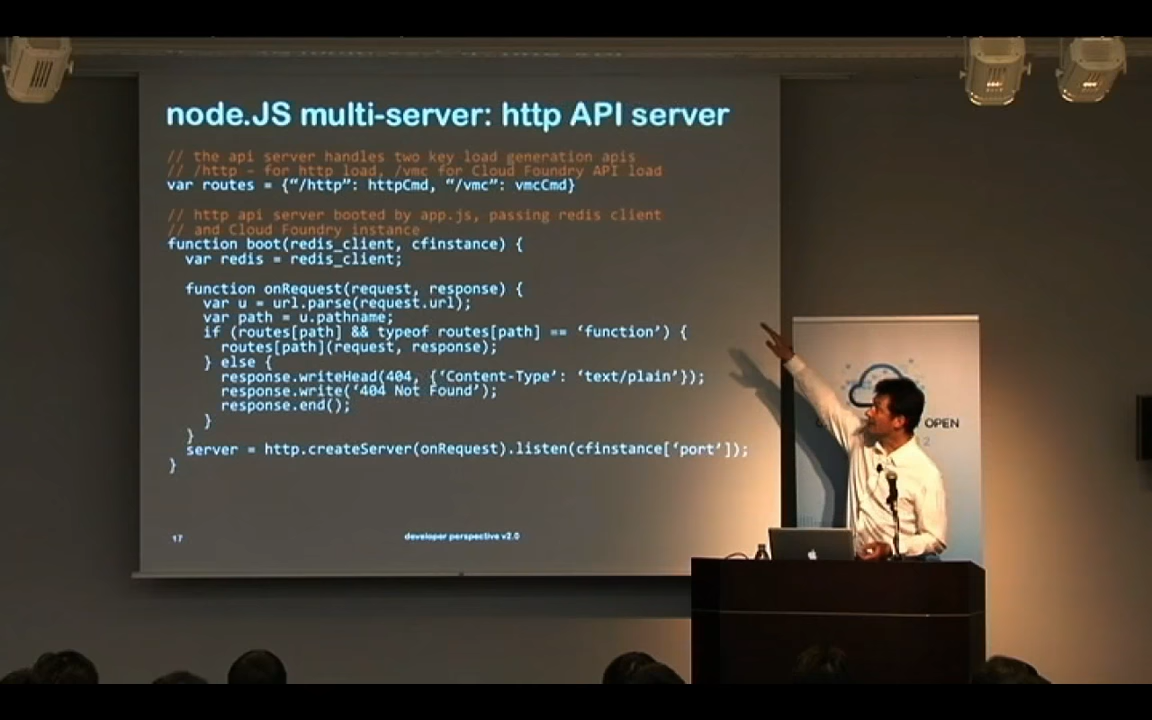 node.JS multi-server: http API server
// the api server handles two key load generation apis
// /http – for http load, /vmc for Cloud Foundry API load
var routes = {“/http”: httpCmd, “/vmc”: vmcCmd}
// http api server booted by app.js, passing redis client
// and Cloud Foundry instance
function boot(redis_client, cfinstance) {
var redis = redis_client;
function onRequest(request, response) {
var u = url.parse(request.url);
var path = u.pathname;
if (routes[path] && typeof routes[path] == ‘function’) {
routes[path](request, response);
} else {
response.writeHead(404, {‘Content-Type’: ‘text/plain’});
response.write(‘404 Not Found’);
response.end();
}
}
server = http.createServer(onRequest).listen(cfinstance[‘port’]);
}
17
developer perspective v2.0
OPEN